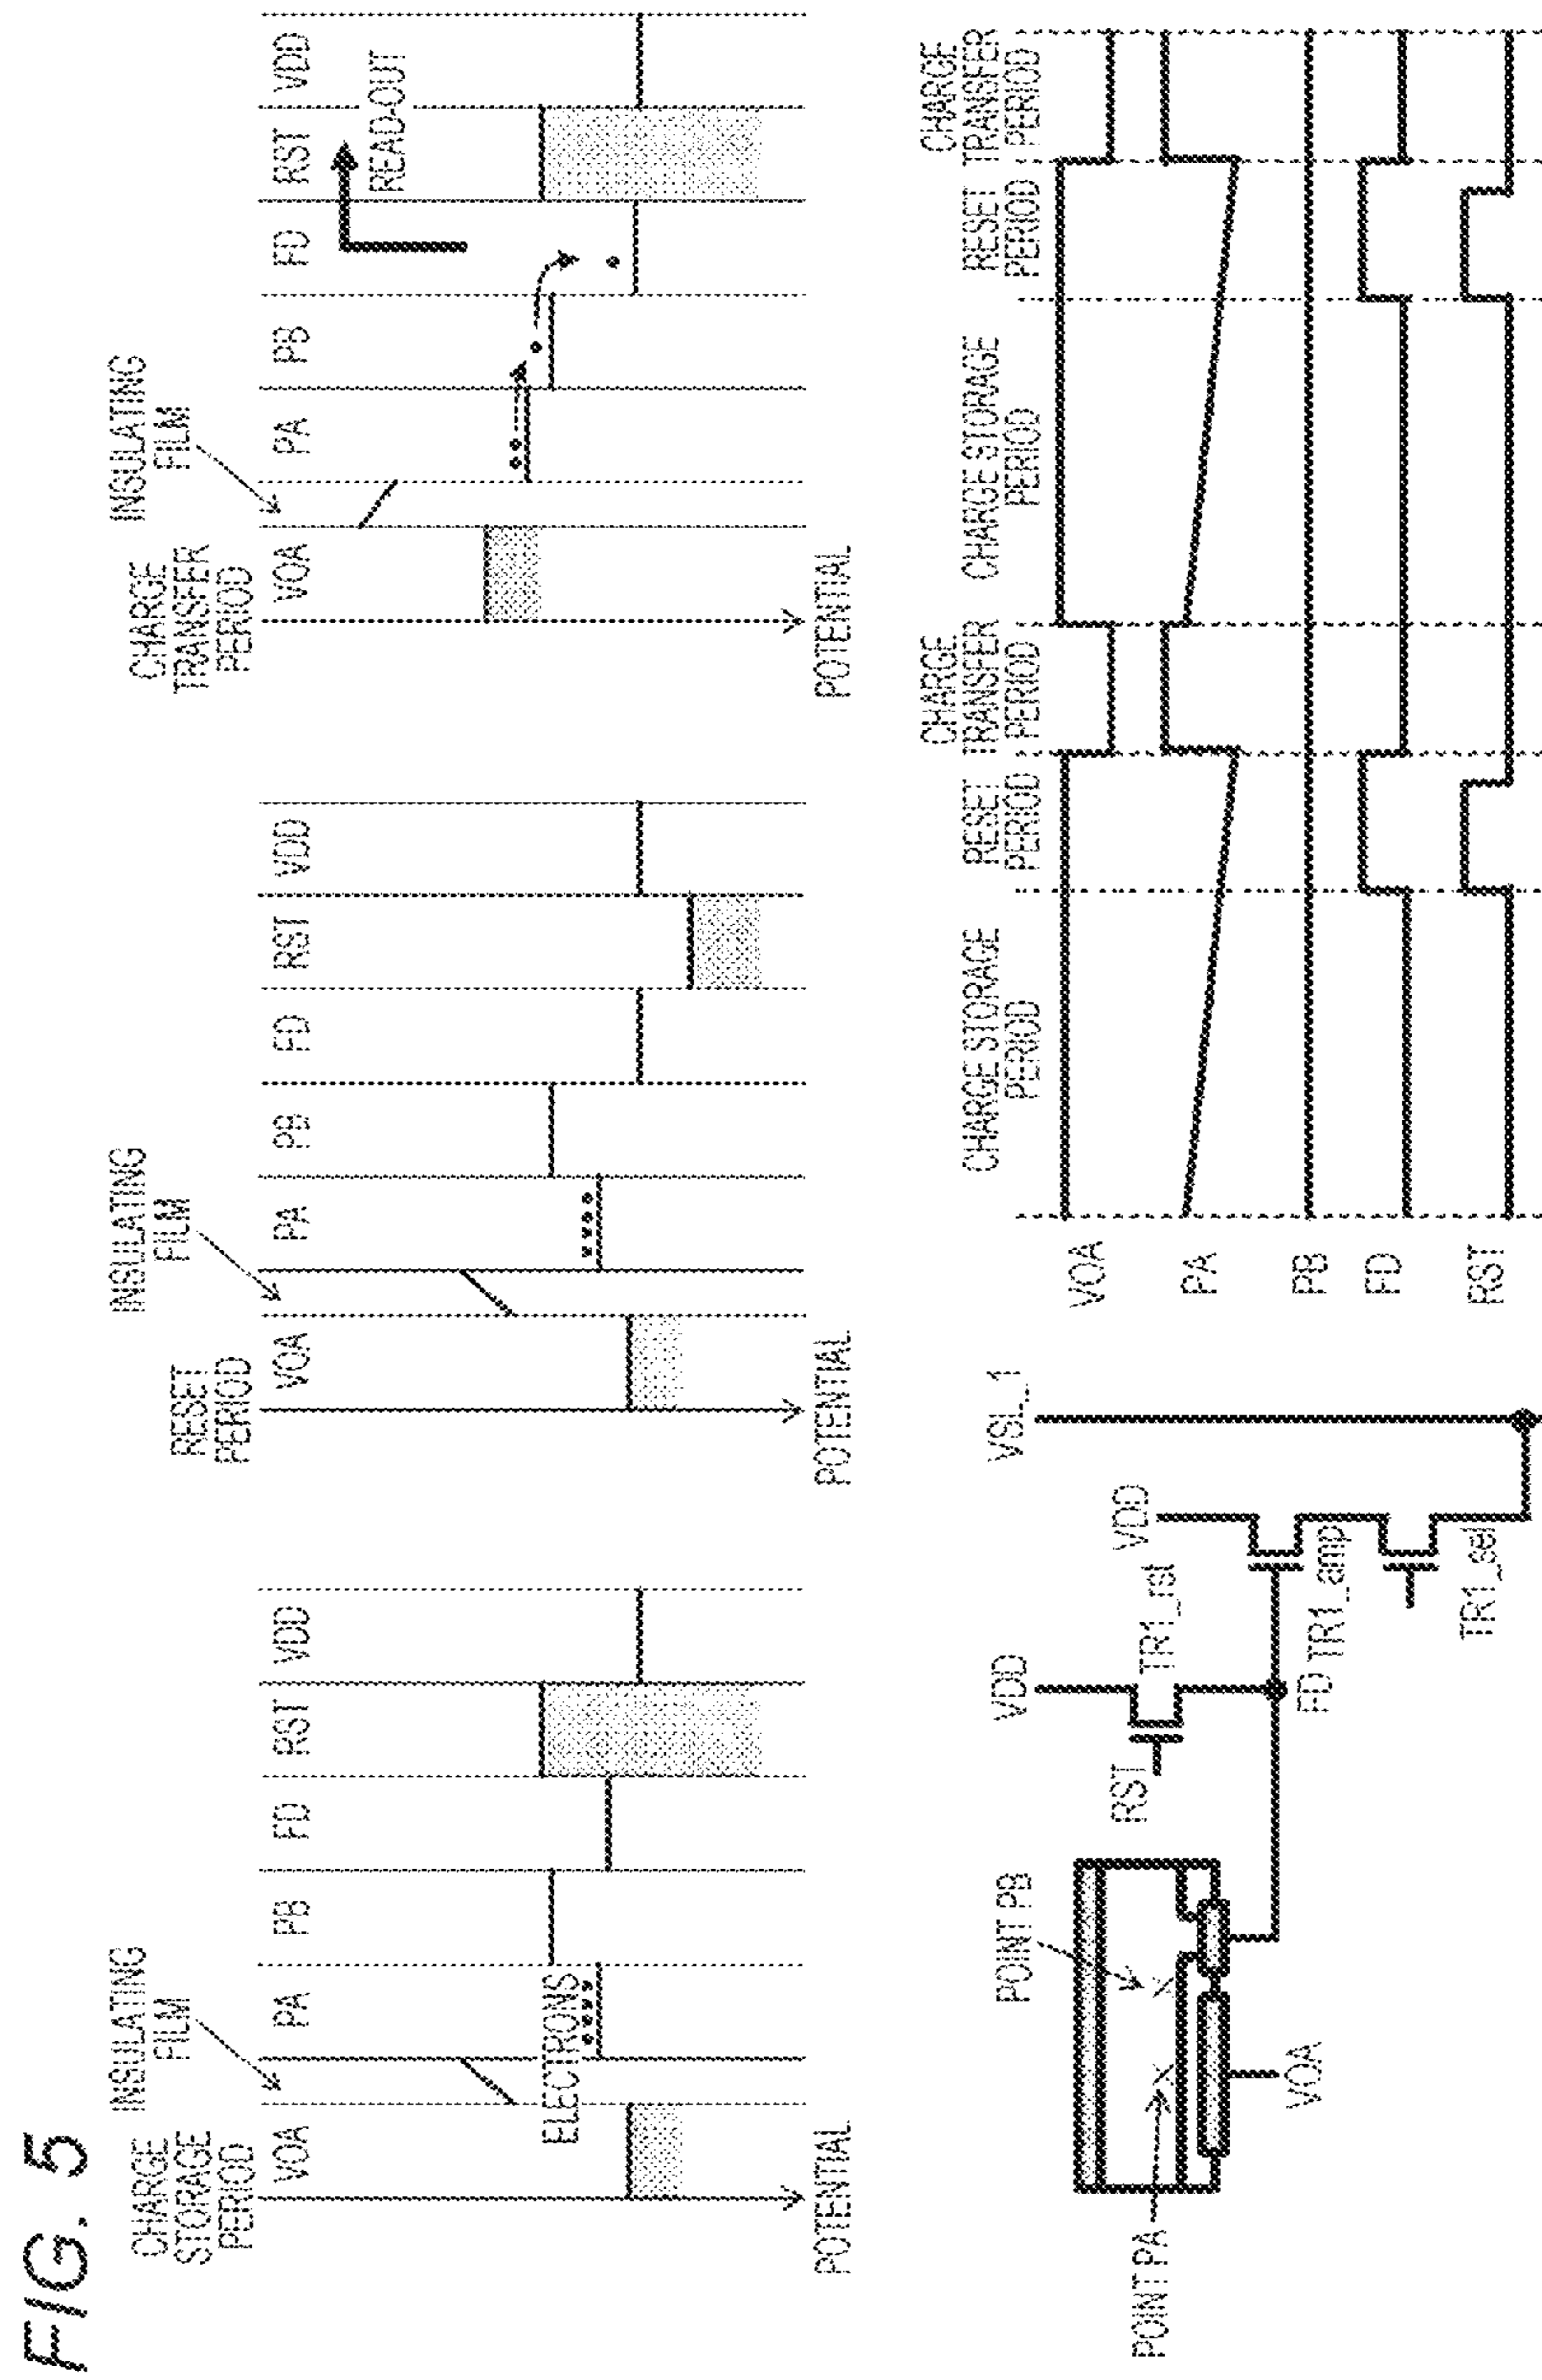 FIG. 5
CHARGE
STORAGE
PERIOD
INSULATING
FILM
VOA
PA
PB
FD
RST
VDD
ELECTRONS
POTENTIAL
RESET
PERIOD
INSULATING
FILM
VOA
PA
PB
FD
RST
VDD
POTENTIAL
CHARGE
TRANSFER
PERIOD
INSULATING
FILM
VOA
PA
PB
FD
RST
VDD
READ-OUT
POTENTIAL
POINT PA
POINT PB
VOA
RST
VDD
TR1_rst
FD
TR1_amp
VDD
TR1_sel
VSL_1
CHARGE STORAGE
PERIOD
RESET
PERIOD
CHARGE
TRANSFER
PERIOD
CHARGE STORAGE
PERIOD
RESET
PERIOD
CHARGE
TRANSFER
PERIOD
VOA
PA
PB
FD
RST